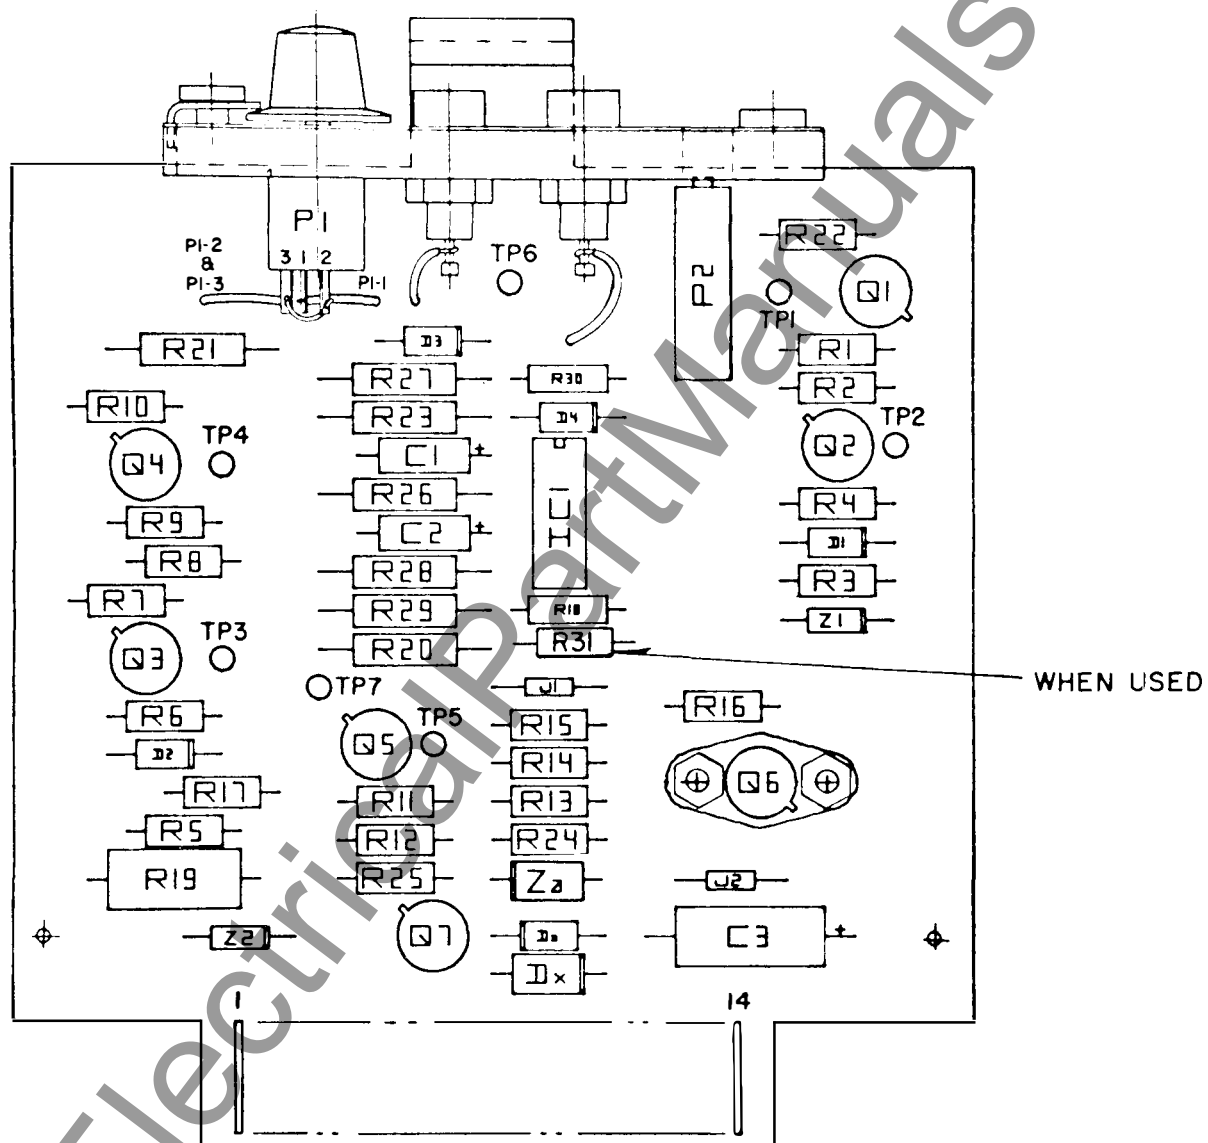 P1
P1-2
&
P1-3
3 1 2
P1-1
TP6
P2
R22
Q1
TP1
R21
D3
R1
R27
R30
R2
R10
R23
D4
TP2
TP4
Q4
C1
+
Q2
R26
R4
R9
C2
+
D1
R8
R28
R3
R7
R29
R18
Z1
TP3
Q3
R20
R31
WHEN USED
TP7
J1
R6
TP5
R15
R16
D2
Q5
R14
Q6
R17
R11
R13
R5
R12
R24
R19
R25
Za
J2
Z2
Q7
C3
+
Dx
1
14
ElectricalPartManuals